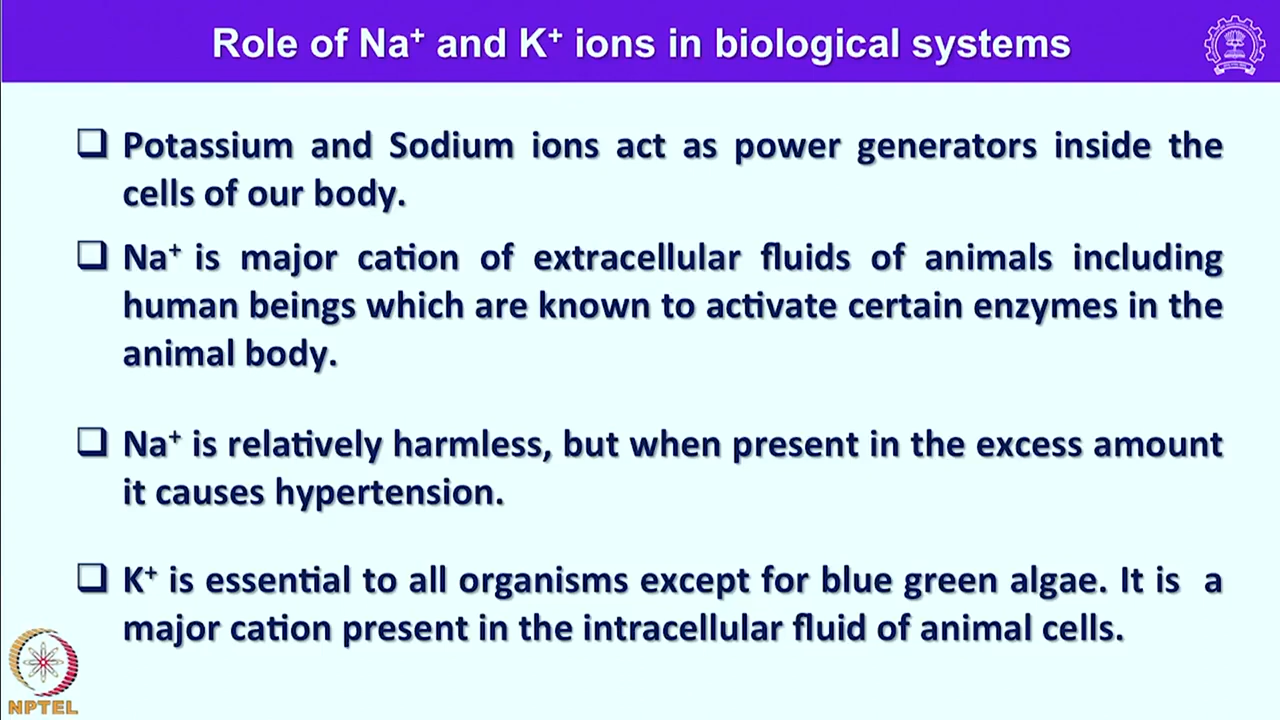 Role of Na⁺ and K⁺ ions in biological systems
❑ Potassium and Sodium ions act as power generators inside the
cells of our body.
❑ Na⁺ is major cation of extracellular fluids of animals including
human beings which are known to activate certain enzymes in the
animal body.
❑ Na⁺ is relatively harmless, but when present in the excess amount
it causes hypertension.
❑ K⁺ is essential to all organisms except for blue green algae. It is a
major cation present in the intracellular fluid of animal cells.
NPTEL